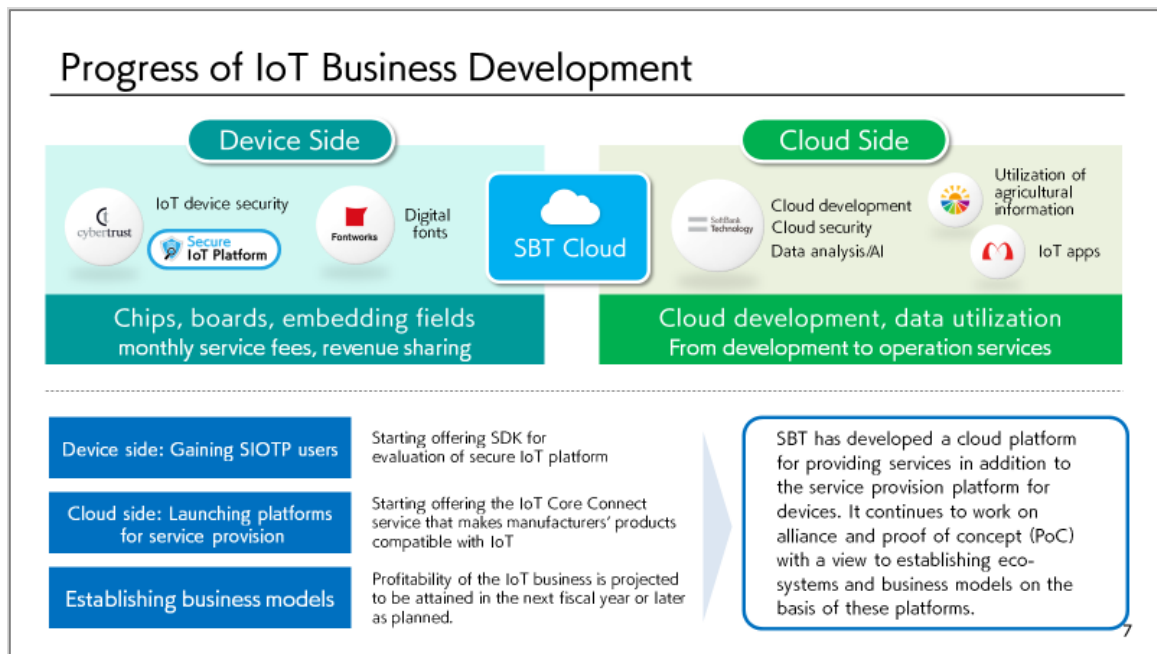 Progress of IoT Business Development
Device Side
Cloud Side
cybertrust
IoT device security
Secure
IoT Platform
Fontworks
Digital
fonts
SBT Cloud
SoftBank
Technology
Cloud development
Cloud security
Data analysis/AI
Utilization of
agricultural
information
IoT apps
Chips, boards, embedding fields
monthly service fees, revenue sharing
Cloud development, data utilization
From development to operation services
Device side: Gaining SIOTP users
Starting offering SDK for
evaluation of secure IoT platform
Cloud side: Launching platforms
for service provision
Starting offering the IoT Core Connect
service that makes manufacturers' products
compatible with IoT
Establishing business models
Profitability of the IoT business is projected
to be attained in the next fiscal year or later
as planned.
SBT has developed a cloud platform
for providing services in addition to
the service provision platform for
devices. It continues to work on
alliance and proof of concept (PoC)
with a view to establishing eco-
systems and business models on the
basis of these platforms.
7